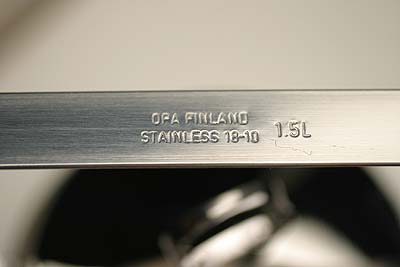 OPA FINLAND
STAINLESS 18-10 1.5L